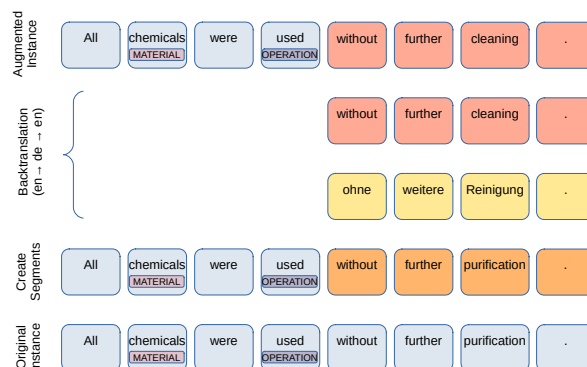 Augmented
Instance
All chemicals were used without further cleaning .
MATERIAL OPERATION
Backtranslation
(en → de → en)
without further cleaning .
ohne weitere Reinigung .
Create
Segments
All chemicals were used without further purification .
MATERIAL OPERATION
Original
Instance
All chemicals were used without further purification .
MATERIAL OPERATION